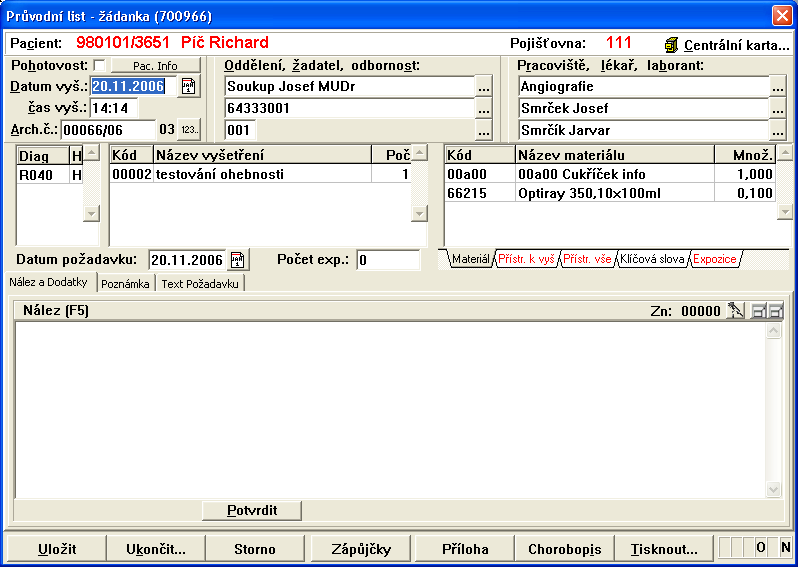 Průvodní list - žádanka (700966)
Pacient: 980101/3651 Píč Richard Pojišťovna: 111 Centrální karta...
Pohotovost: Pac. Info Oddělení, žadatel, odbornost: Pracoviště, lékař, laborant:
Datum vyš.: 20.11.2006 Soukup Josef MUDr ... Angiografie ...
čas vyš.: 14:14 64333001 ... Smrček Josef ...
Arch.č.: 00066/06 03 123.. 001 ... Smrčík Jarvar ...
Diag H Kód Název vyšetření Poč Kód Název materiálu Množ.
R040 H 00002 testování ohebnosti 1 00a00 00a00 Cukříček info 1,000
66215 Optiray 350,10x100ml 0,100
Datum požadavku: 20.11.2006 Počet exp.: 0 Materiál Přístr. k vyš Přístr. vše Klíčová slova Expozice
Nález a Dodatky Poznámka Text Požadavku
Nález (F5) Zn: 00000
Potvrdit
Uložit Ukončit... Storno Zápůjčky Příloha Chorobopis Tisknout... O N